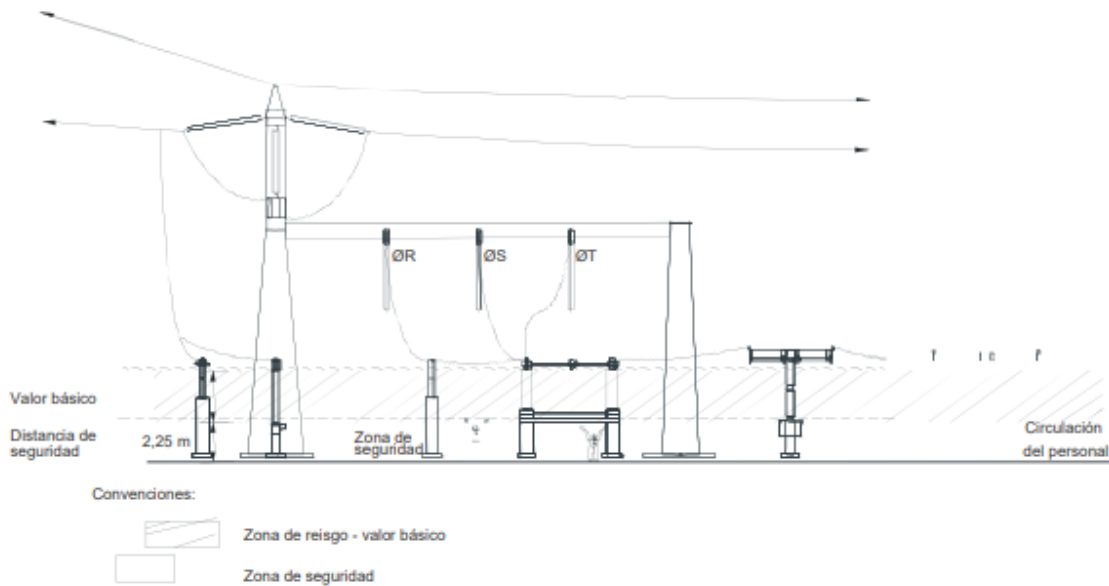 ØR
ØS
ØT
Valor básico
Distancia de
seguridad
2,25 m
Zona de
seguridad
Circulación
del personal
Convenciones:
Zona de reisgo - valor básico
Zona de seguridad